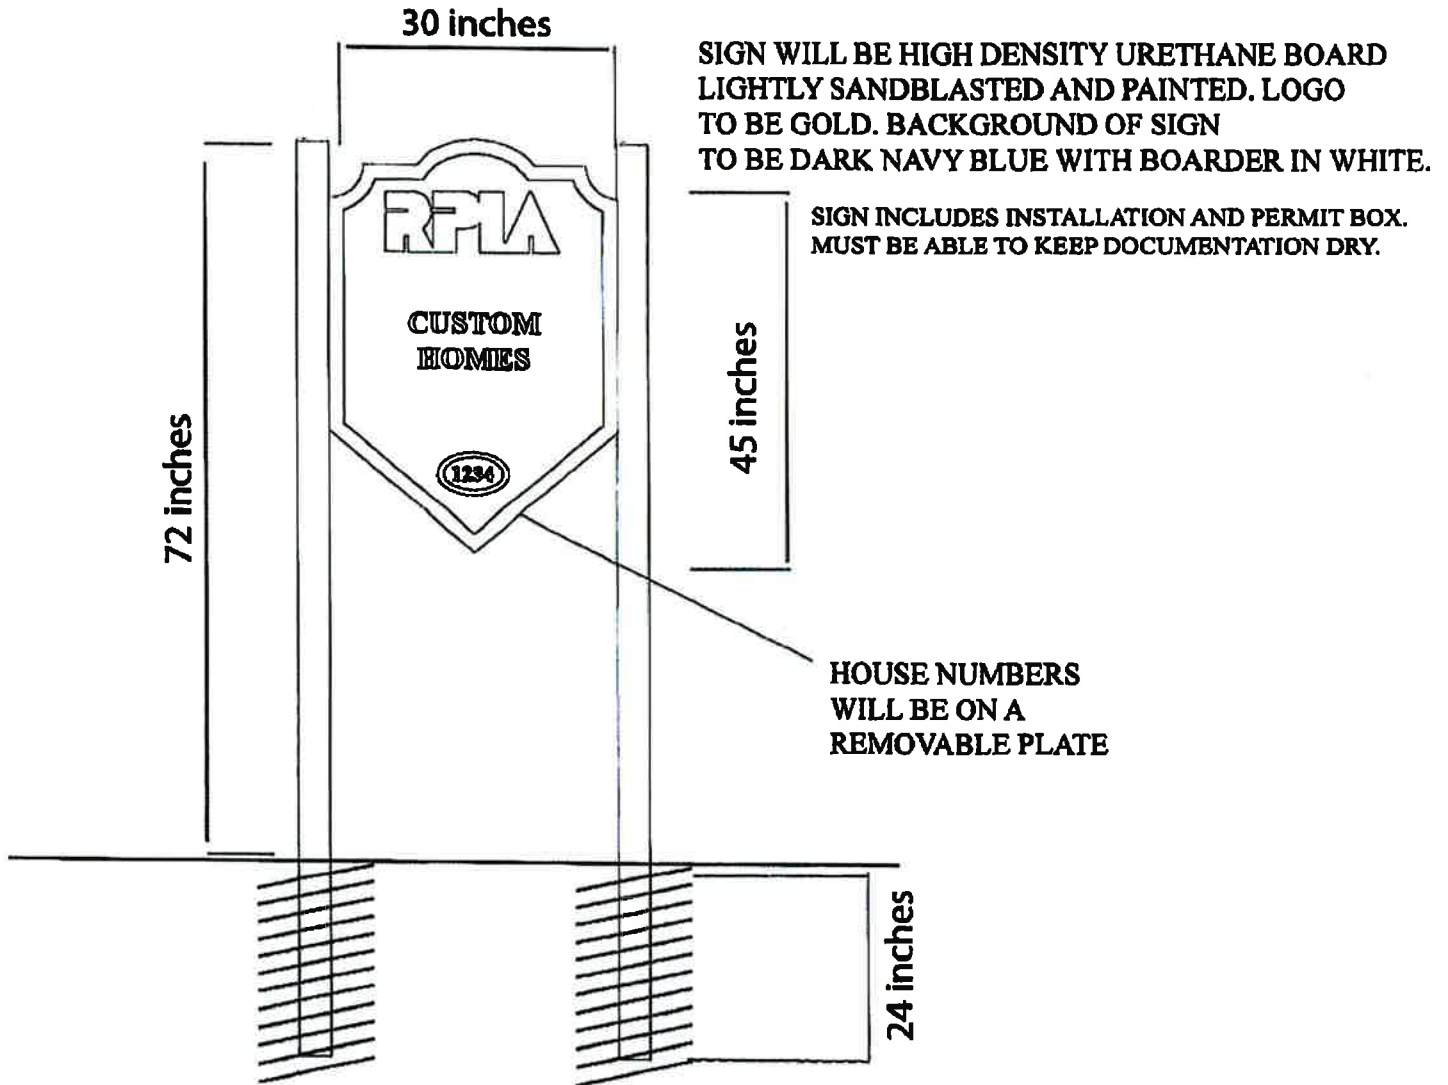 30 inches
SIGN WILL BE HIGH DENSITY URETHANE BOARD
LIGHTLY SANDBLASTED AND PAINTED. LOGO
TO BE GOLD. BACKGROUND OF SIGN
TO BE DARK NAVY BLUE WITH BOARDER IN WHITE.
SIGN INCLUDES INSTALLATION AND PERMIT BOX.
MUST BE ABLE TO KEEP DOCUMENTATION DRY.
RPLA
CUSTOM
HOMES
1234
72 inches
45 inches
HOUSE NUMBERS
WILL BE ON A
REMOVABLE PLATE
24 inches